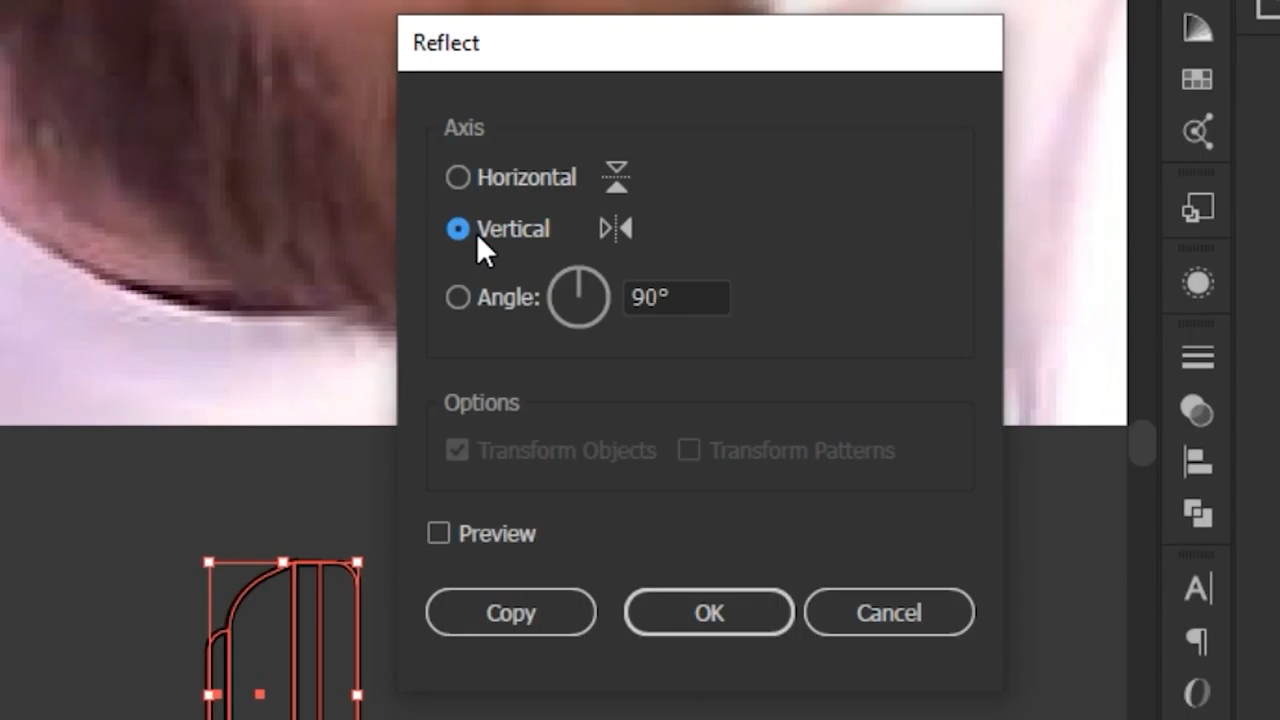 Reflect
Axis
Horizontal
Vertical
Angle: 90°
Options
Transform Objects Transform Patterns
Preview
Copy OK Cancel